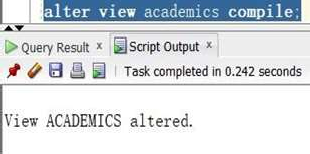 alter view academics compile;
Query Result x Script Output x
Task completed in 0.242 seconds
View ACADEMICS altered.